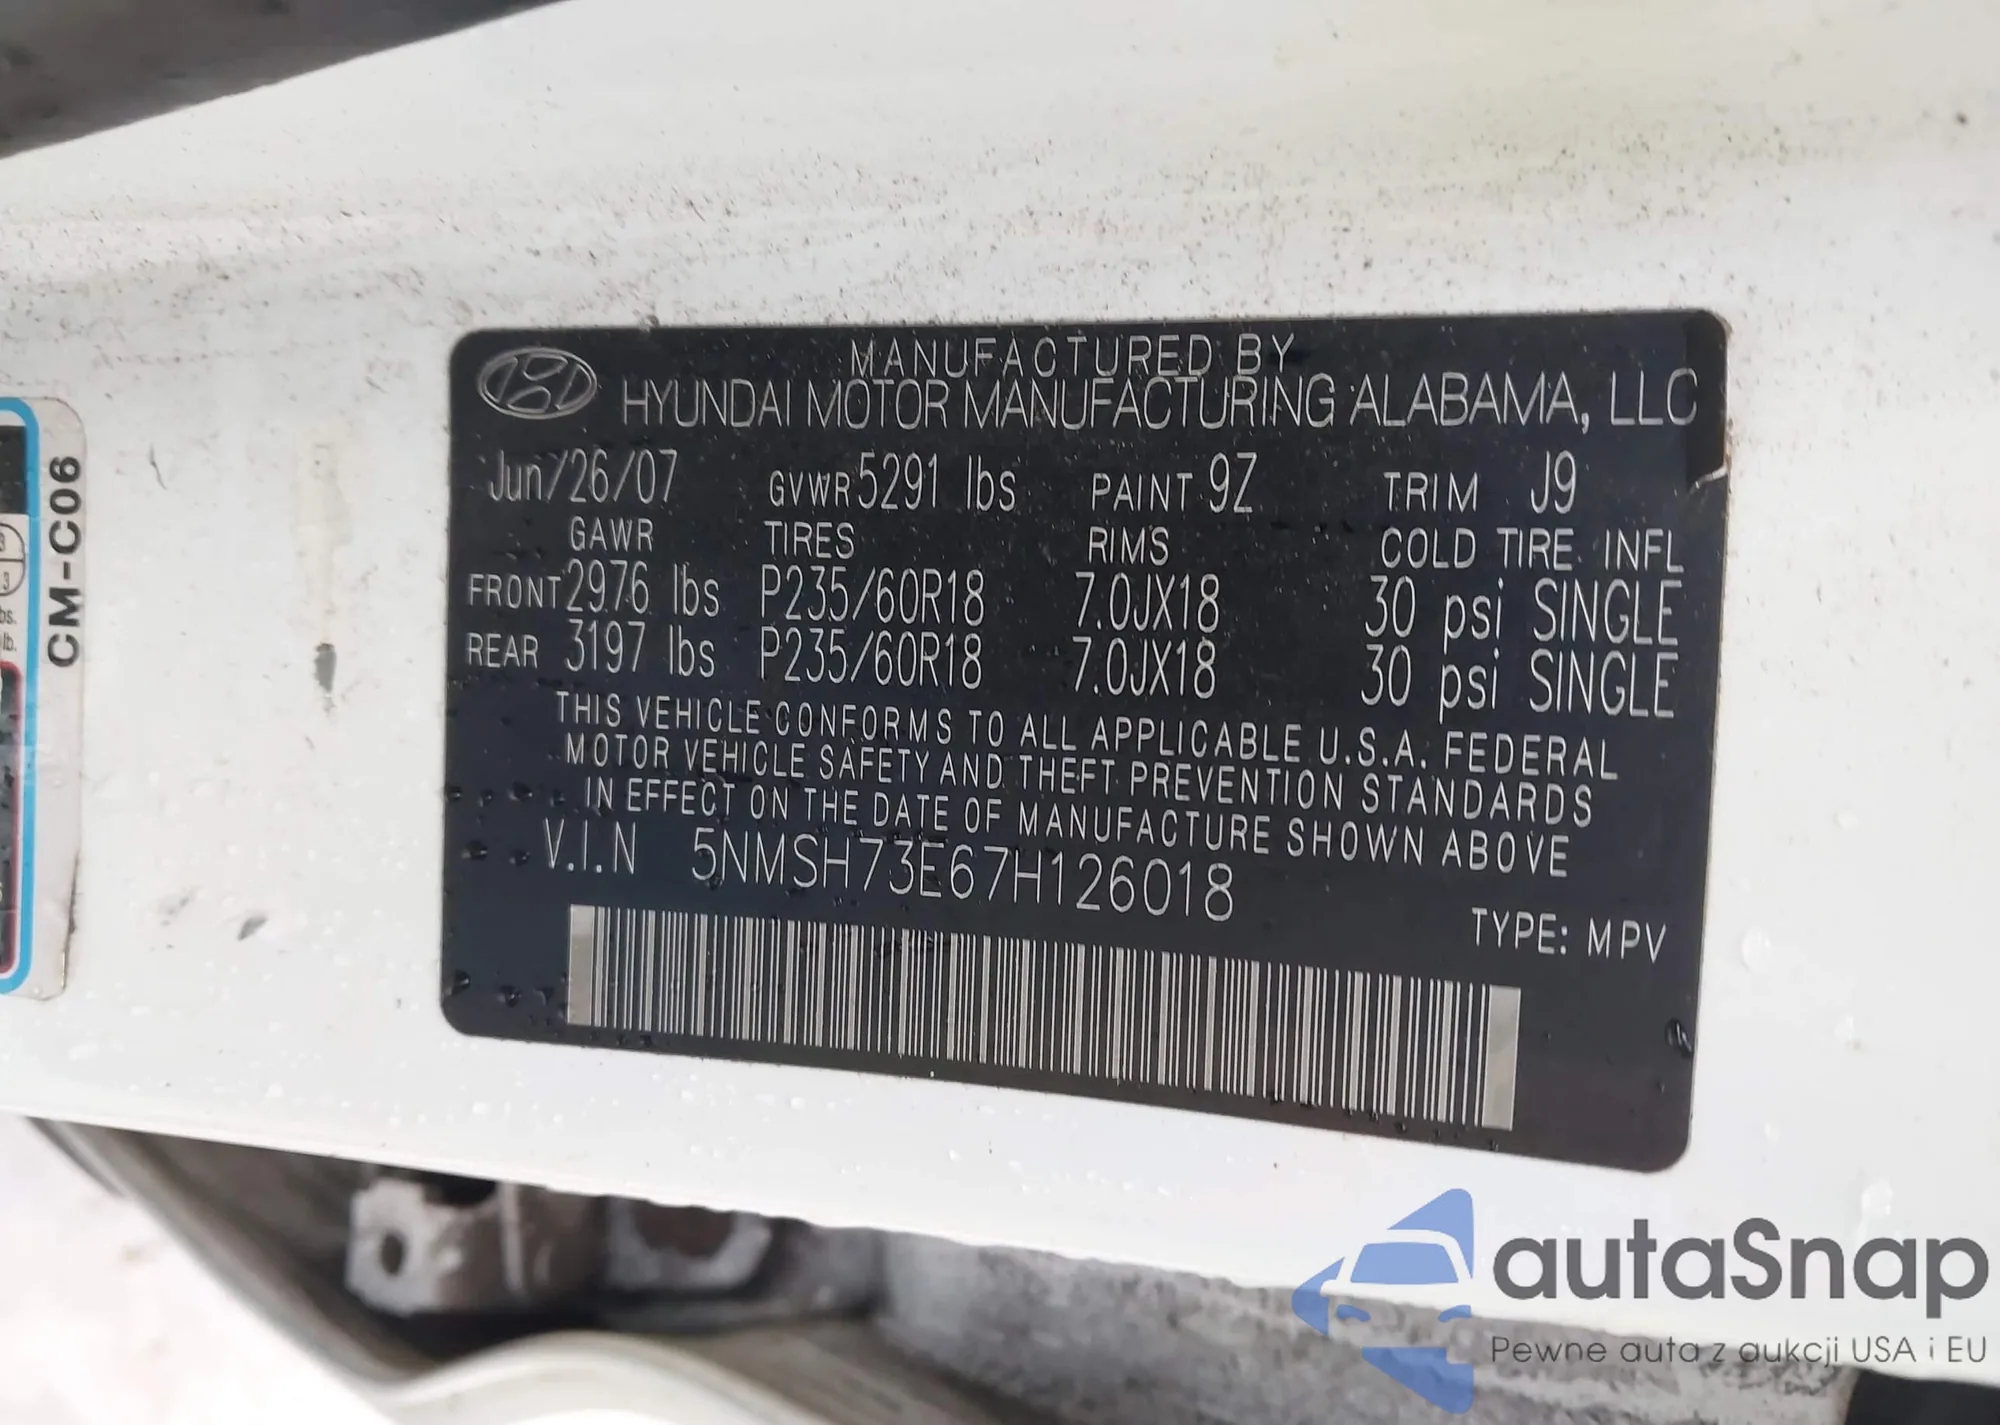 MANUFACTURED BY
HYUNDAI MOTOR MANUFACTURING ALABAMA, LLC
Jun/26/07 GVWR 5291 lbs PAINT 9Z TRIM J9
GAWR TIRES RIMS COLD TIRE INFL
FRONT 2976 lbs P235/60R18 7.0JX18 30 psi SINGLE
REAR 3197 lbs P235/60R18 7.0JX18 30 psi SINGLE
THIS VEHICLE CONFORMS TO ALL APPLICABLE U.S.A. FEDERAL
MOTOR VEHICLE SAFETY AND THEFT PREVENTION STANDARDS
IN EFFECT ON THE DATE OF MANUFACTURE SHOWN ABOVE
V.I.N 5NMSH73E67H126018
TYPE: MPV
CM-C06
3
3
bs.
lb.
autaSnap
Pewne auta z aukcji USA i EU